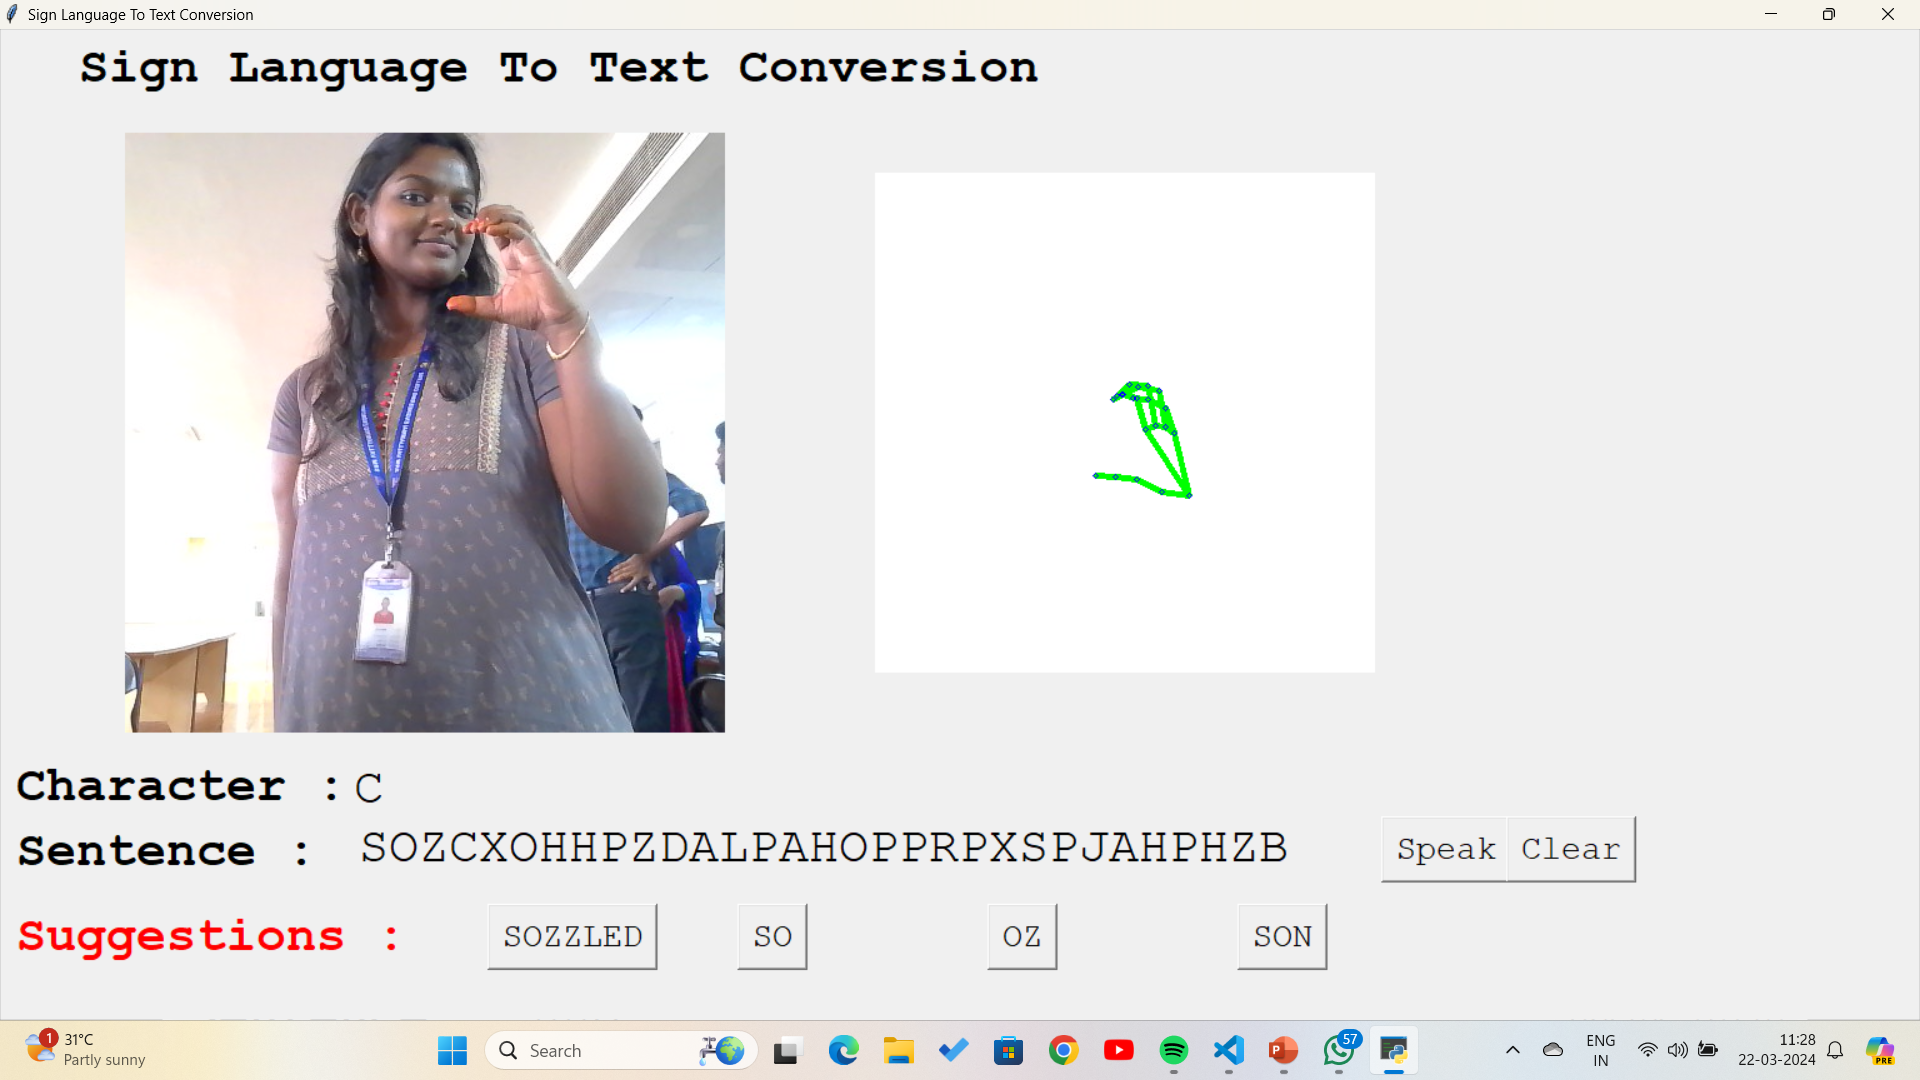 Sign Language To Text Conversion
Sign Language To Text Conversion
Character : C
Sentence : SOZCXOHHPZDALPAHOPPRPXSPJAHPHZB Speak Clear
Suggestions : SOZZLED SO OZ SON
1 31°C
Partly sunny
Search
57
PRE
ENG
IN
11:28
22-03-2024